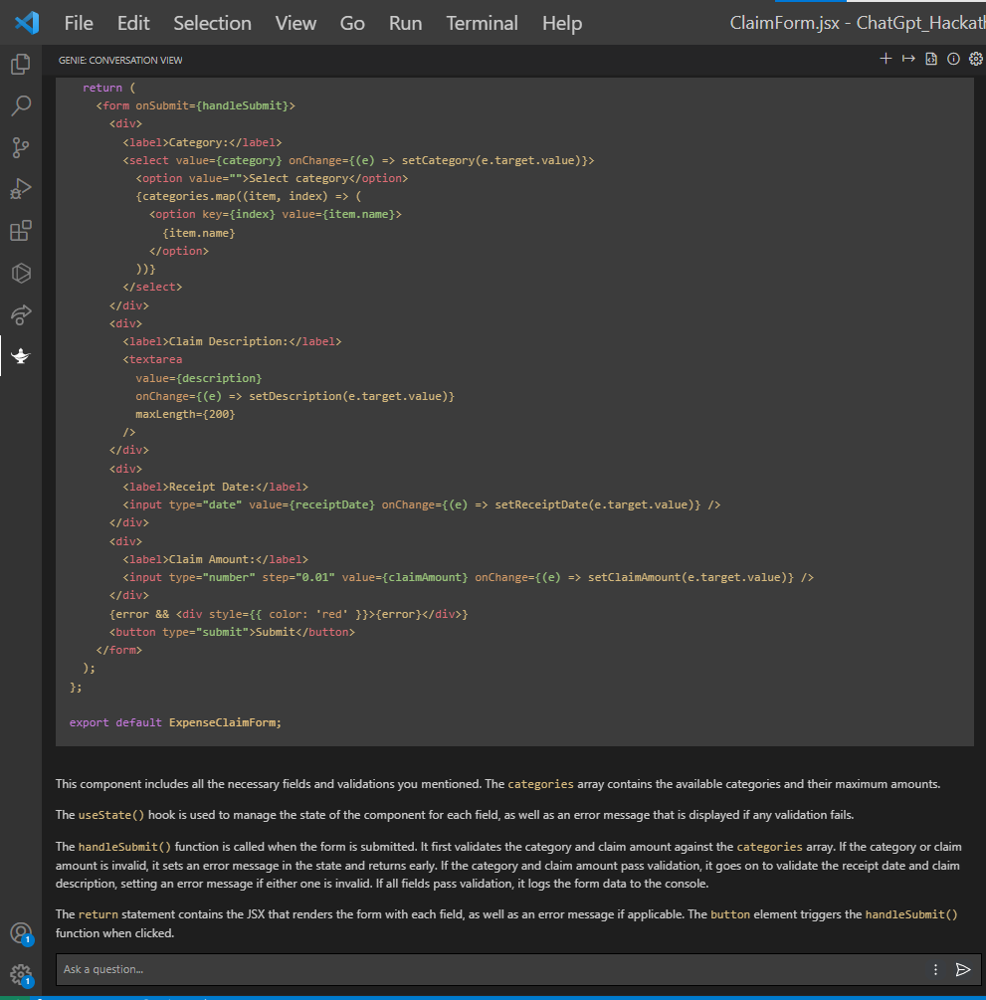 File Edit Selection View Go Run Terminal Help ClaimForm.jsx - ChatGpt_Hackath
GENIE: CONVERSATION VIEW
return (
<form onSubmit={handleSubmit}>
<div>
<label>Category:</label>
<select value={category} onChange={(e) => setCategory(e.target.value)}>
<option value="">Select category</option>
{categories.map((item, index) => (
<option key={index} value={item.name}>
{item.name}
</option>
))}
</select>
</div>
<div>
<label>Claim Description:</label>
<textarea
value={description}
onChange={(e) => setDescription(e.target.value)}
maxLength={200}
/>
</div>
<div>
<label>Receipt Date:</label>
<input type="date" value={receiptDate} onChange={(e) => setReceiptDate(e.target.value)} />
</div>
<div>
<label>Claim Amount:</label>
<input type="number" step="0.01" value={claimAmount} onChange={(e) => setClaimAmount(e.target.value)} />
</div>
{error && <div style={{ color: 'red' }}>{error}</div>}
<button type="submit">Submit</button>
</form>
);
};
export default ExpenseClaimForm;
This component includes all the necessary fields and validations you mentioned. The categories array contains the available categories and their maximum amounts.
The useState() hook is used to manage the state of the component for each field, as well as an error message that is displayed if any validation fails.
The handleSubmit() function is called when the form is submitted. It first validates the category and claim amount against the categories array. If the category or claim
amount is invalid, it sets an error message in the state and returns early. If the category and claim amount pass validation, it goes on to validate the receipt date and claim
description, setting an error message if either one is invalid. If all fields pass validation, it logs the form data to the console.
The return statement contains the JSX that renders the form with each field, as well as an error message if applicable. The button element triggers the handleSubmit()
function when clicked.
1
Ask a question...
1